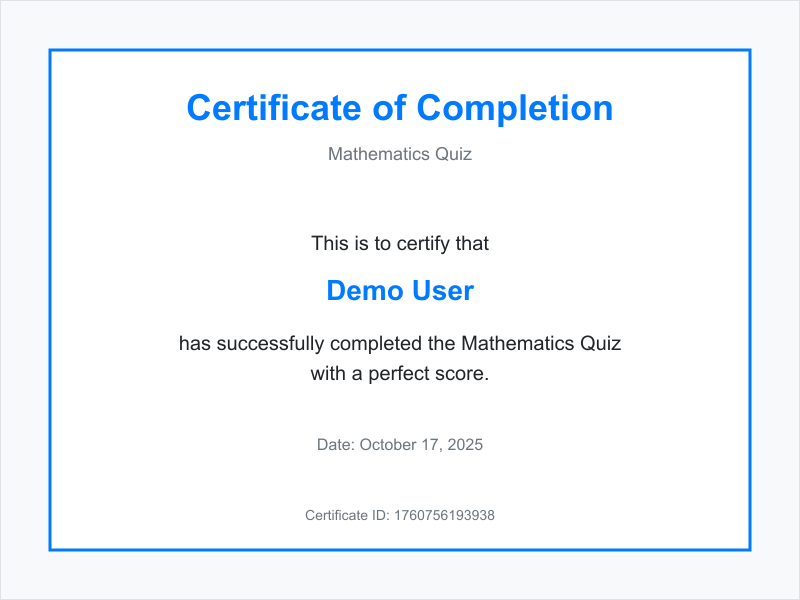 Certificate of Completion
Mathematics Quiz
This is to certify that
Demo User
has successfully completed the Mathematics Quiz
with a perfect score.
Date: October 17, 2025
Certificate ID: 1760756193938